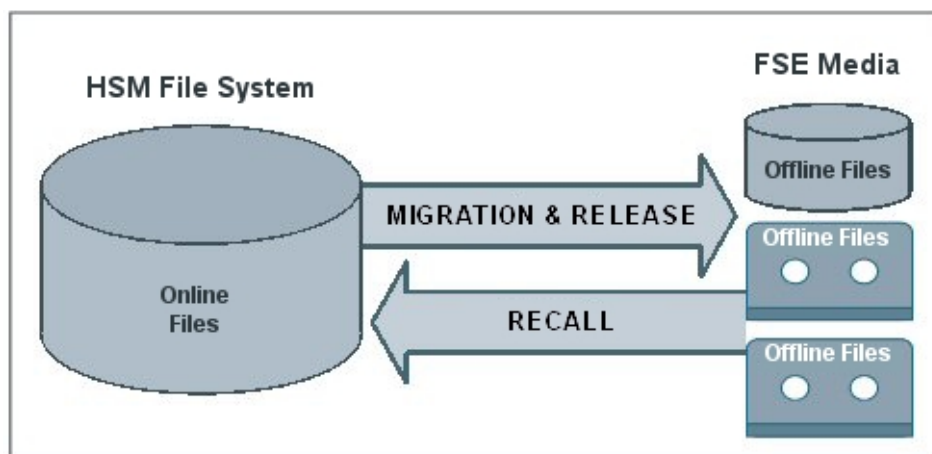 HSM File System
FSE Media
Offline Files
MIGRATION & RELEASE
Offline Files
Online
Files
RECALL
Offline Files